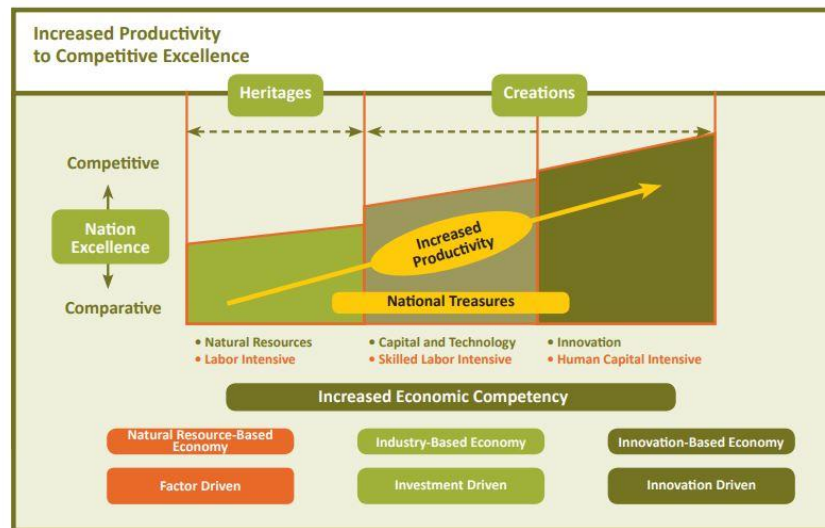 Increased Productivity
to Competitive Excellence
Heritages
Creations
Competitive
Nation
Excellence
Comparative
Increased
Productivity
National Treasures
• Natural Resources
• Labor Intensive
• Capital and Technology
• Skilled Labor Intensive
• Innovation
• Human Capital Intensive
Increased Economic Competency
Natural Resource-Based
Economy
Industry-Based Economy
Innovation-Based Economy
Factor Driven
Investment Driven
Innovation Driven